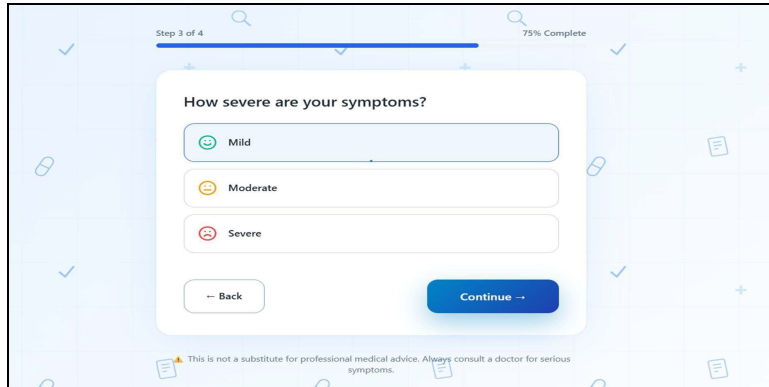 Step 3 of 4
75% Complete
How severe are your symptoms?
Mild
Moderate
Severe
← Back
Continue →
⚠ This is not a substitute for professional medical advice. Always consult a doctor for serious
symptoms.